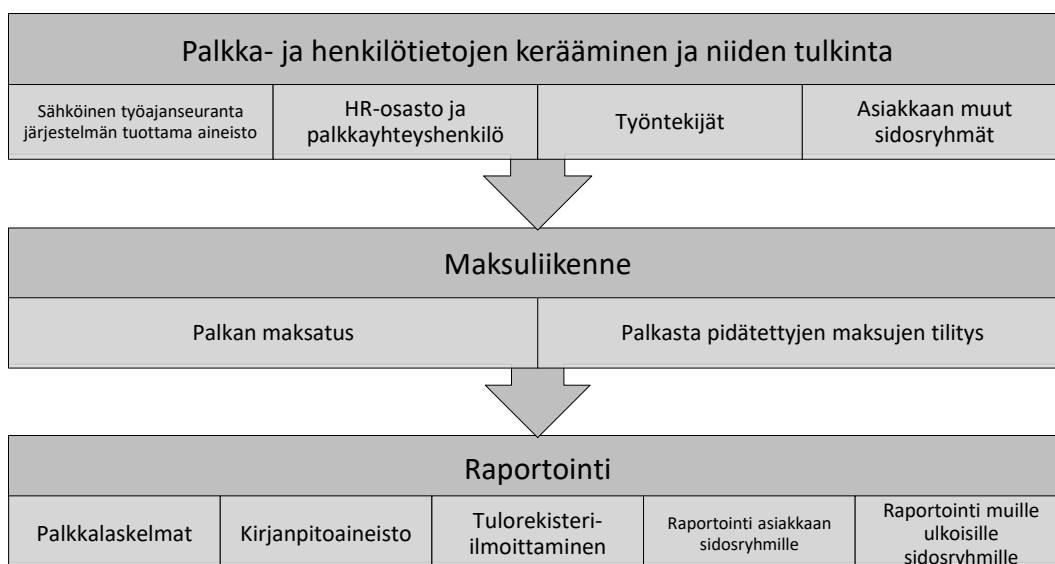 Palkka- ja henkilötietojen kerääminen ja niiden tulkinta
Sähköinen työajanseuranta
järjestelmän tuottama aineisto
HR-osasto ja
palkkayhteyshenkilö
Työntekijät
Asiakkaan muut
sidosryhmät
Maksuliikenne
Palkan maksatus
Palkasta pidätettyjen maksujen tilitys
Raportointi
Palkkalaskelmat
Kirjanpitoaineisto
Tulorekisteri-
ilmoittaminen
Raportointi asiakkaan
sidosryhmille
Raportointi muille
ulkoisille
sidosryhmille